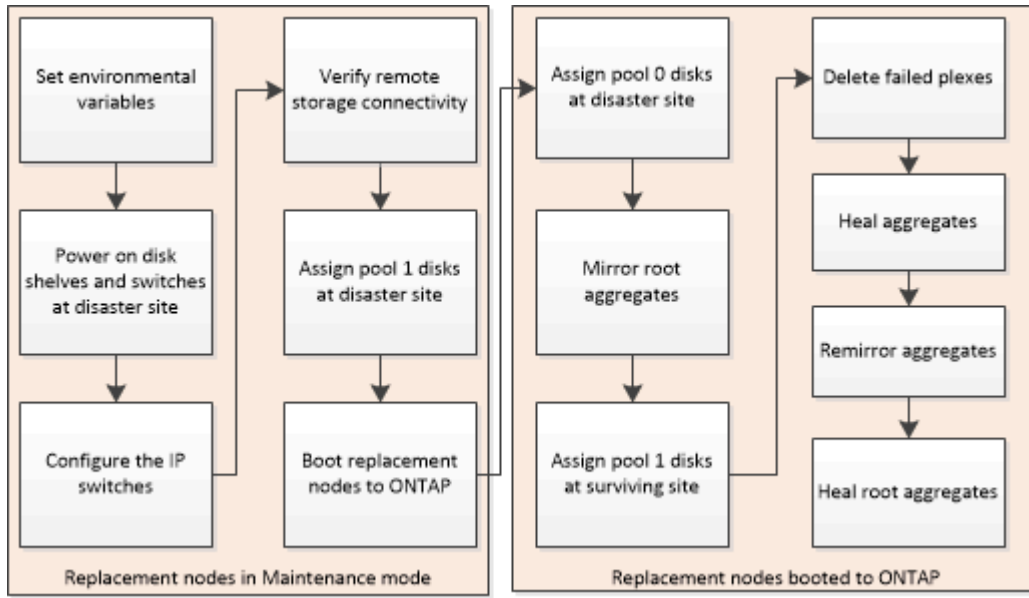 Set environmental
variables
Power on disk
shelves and switches
at disaster site
Configure the IP
switches
Verify remote
storage connectivity
Assign pool 1 disks
at disaster site
Boot replacement
nodes to ONTAP
Replacement nodes in Maintenance mode
Assign pool 0 disks
at disaster site
Mirror root
aggregates
Assign pool 1 disks
at surviving site
Delete failed plexes
Heal aggregates
Remirror aggregates
Heal root aggregates
Replacement nodes booted to ONTAP